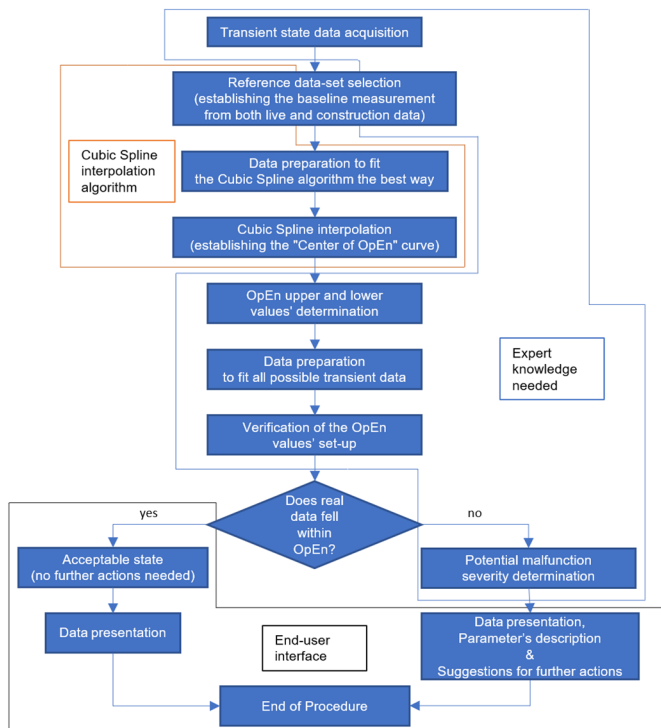 Transient state data acquisition
Reference data-set selection
(establishing the baseline measurement
from both live and construction data)
Cubic Spline
interpolation
algorithm
Data preparation to fit
the Cubic Spline algorithm the best way
Cubic Spline interpolation
(establishing the "Center of OpEn" curve)
OpEn upper and lower
values' determination
Data preparation
to fit all possible transient data
Expert
knowledge
needed
Verification of the OpEn
values' set-up
Does real
data fell
within
OpEn?
yes
no
Acceptable state
(no further actions needed)
Potential malfunction
severity determination
Data presentation
Data presentation,
Parameter's description
&
Suggestions for further actions
End-user
interface
End of Procedure